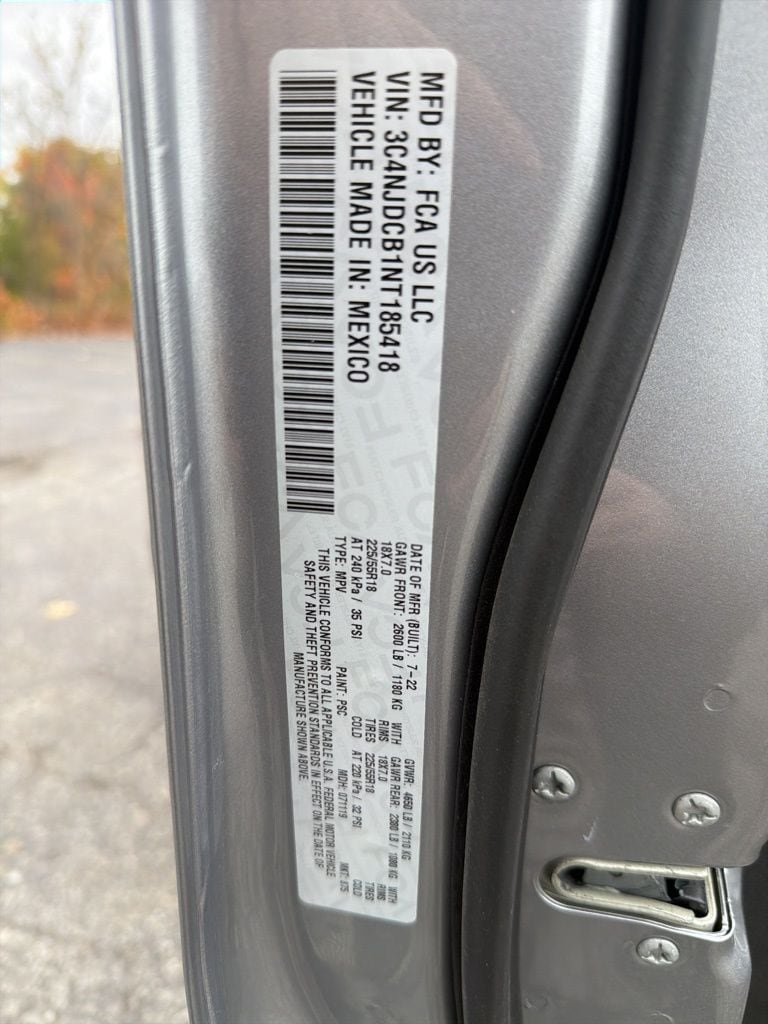 MFD BY: FCA US LLC
VIN: 3C4NJDCB1NT185418
VEHICLE MADE IN: MEXICO
DATE OF MFR (BUILT): 7-22 GVWR: 4650 LB / 2110 KG
GAWR FRONT: 2600 LB / 1180 KG WITH GAWR REAR: 2380 LB / 1080 KG WITH
18X7.0 RIMS 18X7.0 RIMS
225/55R18 TIRES 225/55R18 TIRES
AT 240 kPa / 35 PSI COLD AT 220 kPa / 32 PSI COLD
TYPE: MPV PAINT: PSC MDH: 071119 MKT: 875
THIS VEHICLE CONFORMS TO ALL APPLICABLE U.S.A. FEDERAL MOTOR VEHICLE
SAFETY AND THEFT PREVENTION STANDARDS IN EFFECT ON THE DATE OF
MANUFACTURE SHOWN ABOVE.